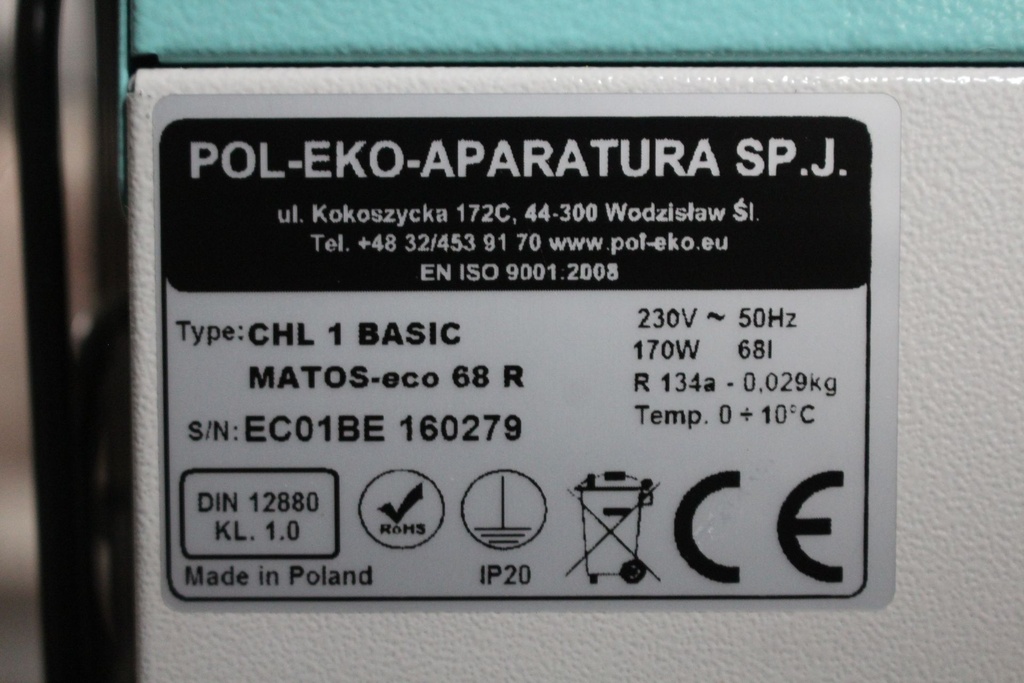 POL-EKO-APARATURA SP.J.
ul. Kokoszycka 172C, 44-300 Wodzisław Śl.
Tel. +48 32/453 91 70 www.pol-eko.eu
EN ISO 9001:2008
Type: CHL 1 BASIC
MATOS-eco 68 R
S/N: EC01BE 160279
230V ~ 50Hz
170W 68l
R 134a - 0,029kg
Temp. 0 ÷ 10°C
DIN 12880
KL. 1.0
RoHS
CE
Made in Poland
IP20